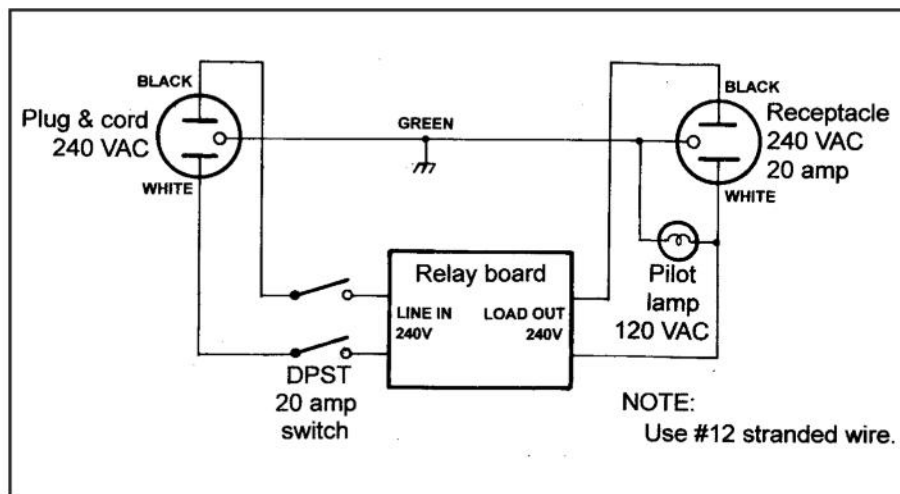 BLACK
Plug & cord
240 VAC
WHITE
GREEN
BLACK
Receptacle
240 VAC
20 amp
WHITE
Relay board
LINE IN
240V
LOAD OUT
240V
Pilot
lamp
120 VAC
DPST
20 amp
switch
NOTE:
Use #12 stranded wire.